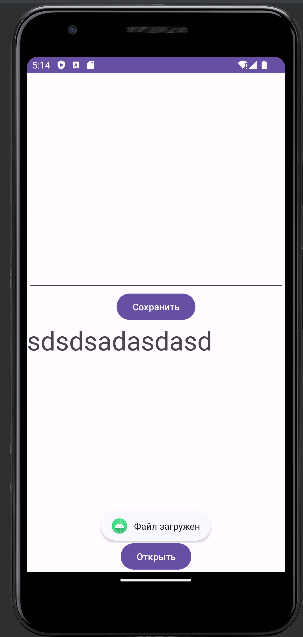 5:14
Сохранить
sdsdsadasdasd
Файл загружен
Открыть